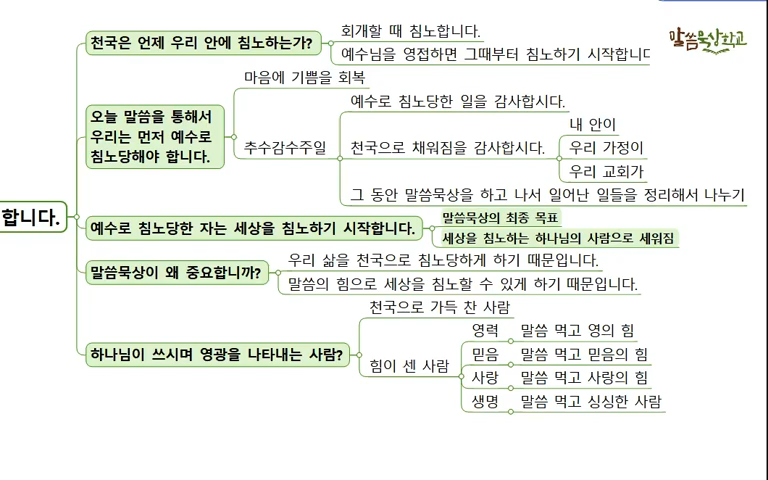 말씀묵상학교
합니다.
천국은 언제 우리 안에 침노하는가?
회개할 때 침노합니다.
예수님을 영접하면 그때부터 침노하기 시작합니다
오늘 말씀을 통해서
우리는 먼저 예수로
침노당해야 합니다.
마음에 기쁨을 회복
추수감수주일
예수로 침노당한 일을 감사합시다.
천국으로 채워짐을 감사합시다.
내 안이
우리 가정이
우리 교회가
그 동안 말씀묵상을 하고 나서 일어난 일들을 정리해서 나누기
예수로 침노당한 자는 세상을 침노하기 시작합니다.
말씀묵상의 최종 목표
세상을 침노하는 하나님의 사람으로 세워짐
말씀묵상이 왜 중요합니까?
우리 삶을 천국으로 침노당하게 하기 때문입니다.
말씀의 힘으로 세상을 침노할 수 있게 하기 때문입니다.
하나님이 쓰시며 영광을 나타내는 사람?
천국으로 가득 찬 사람
힘이 센 사람
영력 말씀 먹고 영의 힘
믿음 말씀 먹고 믿음의 힘
사랑 말씀 먹고 사랑의 힘
생명 말씀 먹고 싱싱한 사람